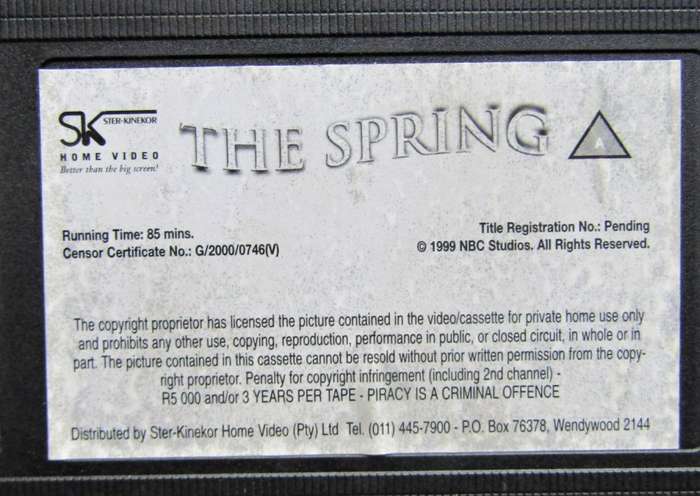 SK STER-KINEKOR
HOME VIDEO
Better than the big screen!
THE SPRING
A
Running Time: 85 mins.
Censor Certificate No.: G/2000/0746(V)
Title Registration No.: Pending
© 1999 NBC Studios. All Rights Reserved.
The copyright proprietor has licensed the picture contained in the video/cassette for private home use only
and prohibits any other use, copying, reproduction, performance in public, or closed circuit, in whole or in
part. The picture contained in this cassette cannot be resold without prior written permission from the copy-
right proprietor. Penalty for copyright infringement (including 2nd channel) -
R5 000 and/or 3 YEARS PER TAPE - PIRACY IS A CRIMINAL OFFENCE
Distributed by Ster-Kinekor Home Video (Pty) Ltd Tel. (011) 445-7900 - P.O. Box 76378, Wendywood 2144